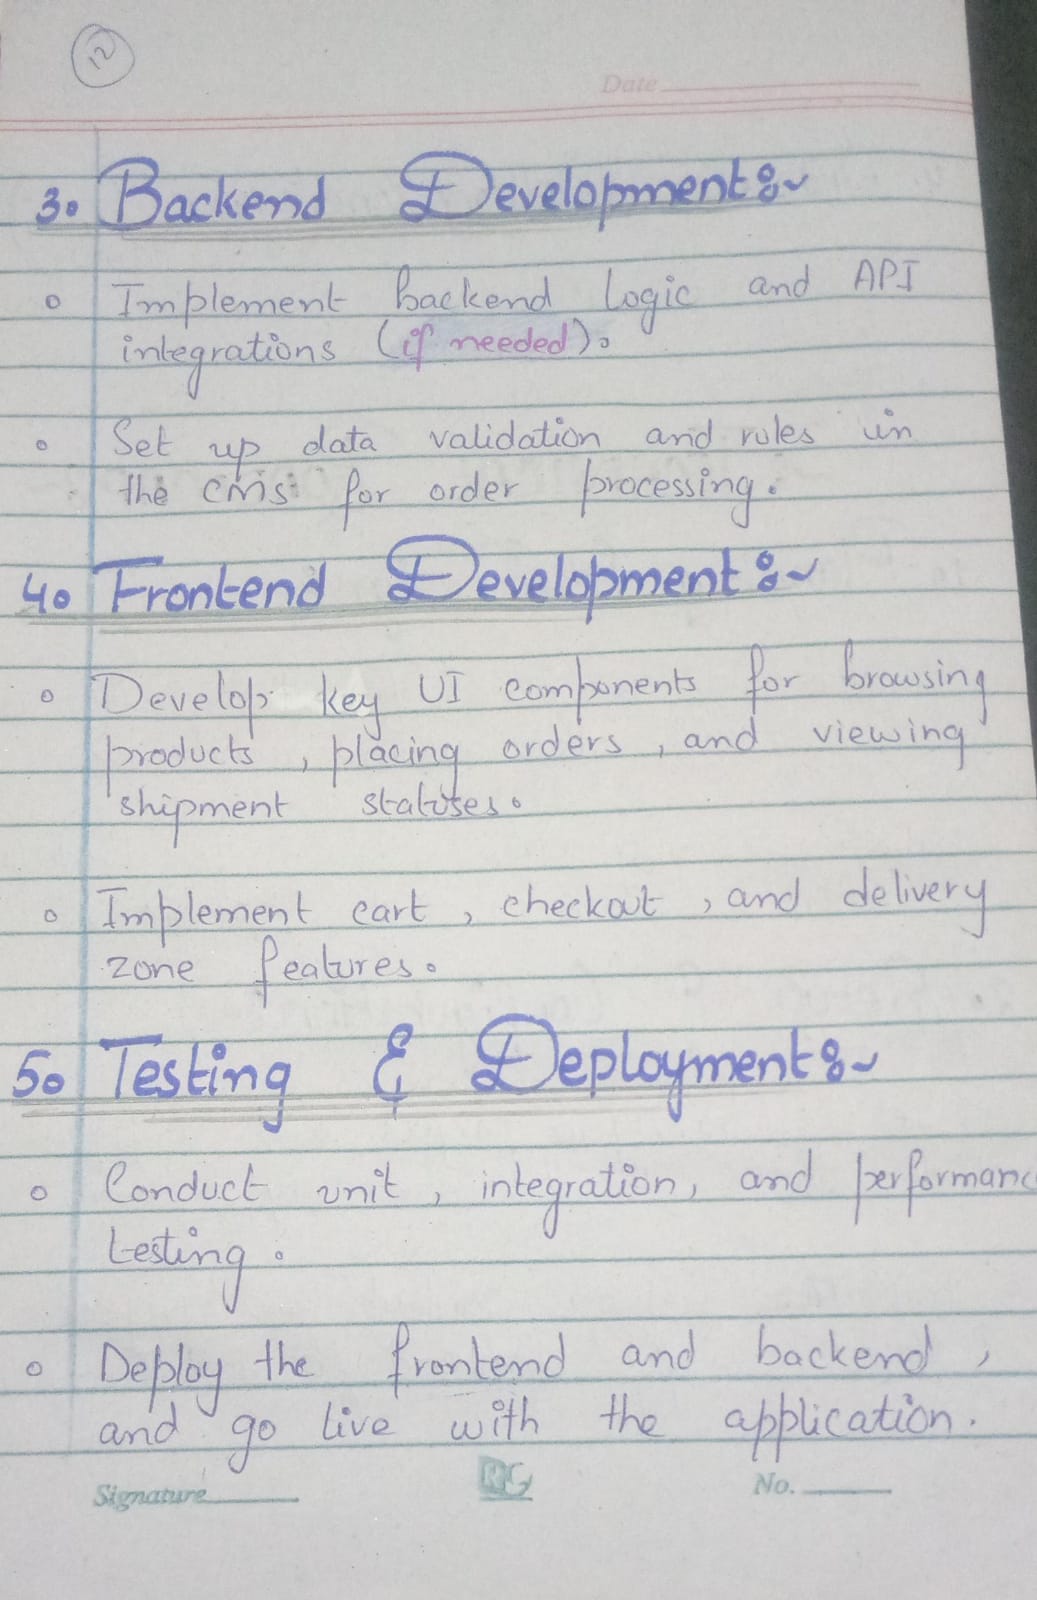 12
Date
3. Backend Development:~
o Implement backend logic and API
integrations (if needed).
o Set up data validation and rules in
the CMS for order processing.
4. Frontend Development:~
o Develop key UI components for browsing
products, placing orders, and viewing
shipment statuses.
o Implement cart, checkout, and delivery
zone features.
5. Testing & Deployment:~
o Conduct unit, integration, and performanc
testing.
o Deploy the frontend and backend,
and go live with the application.
Signature RG No.